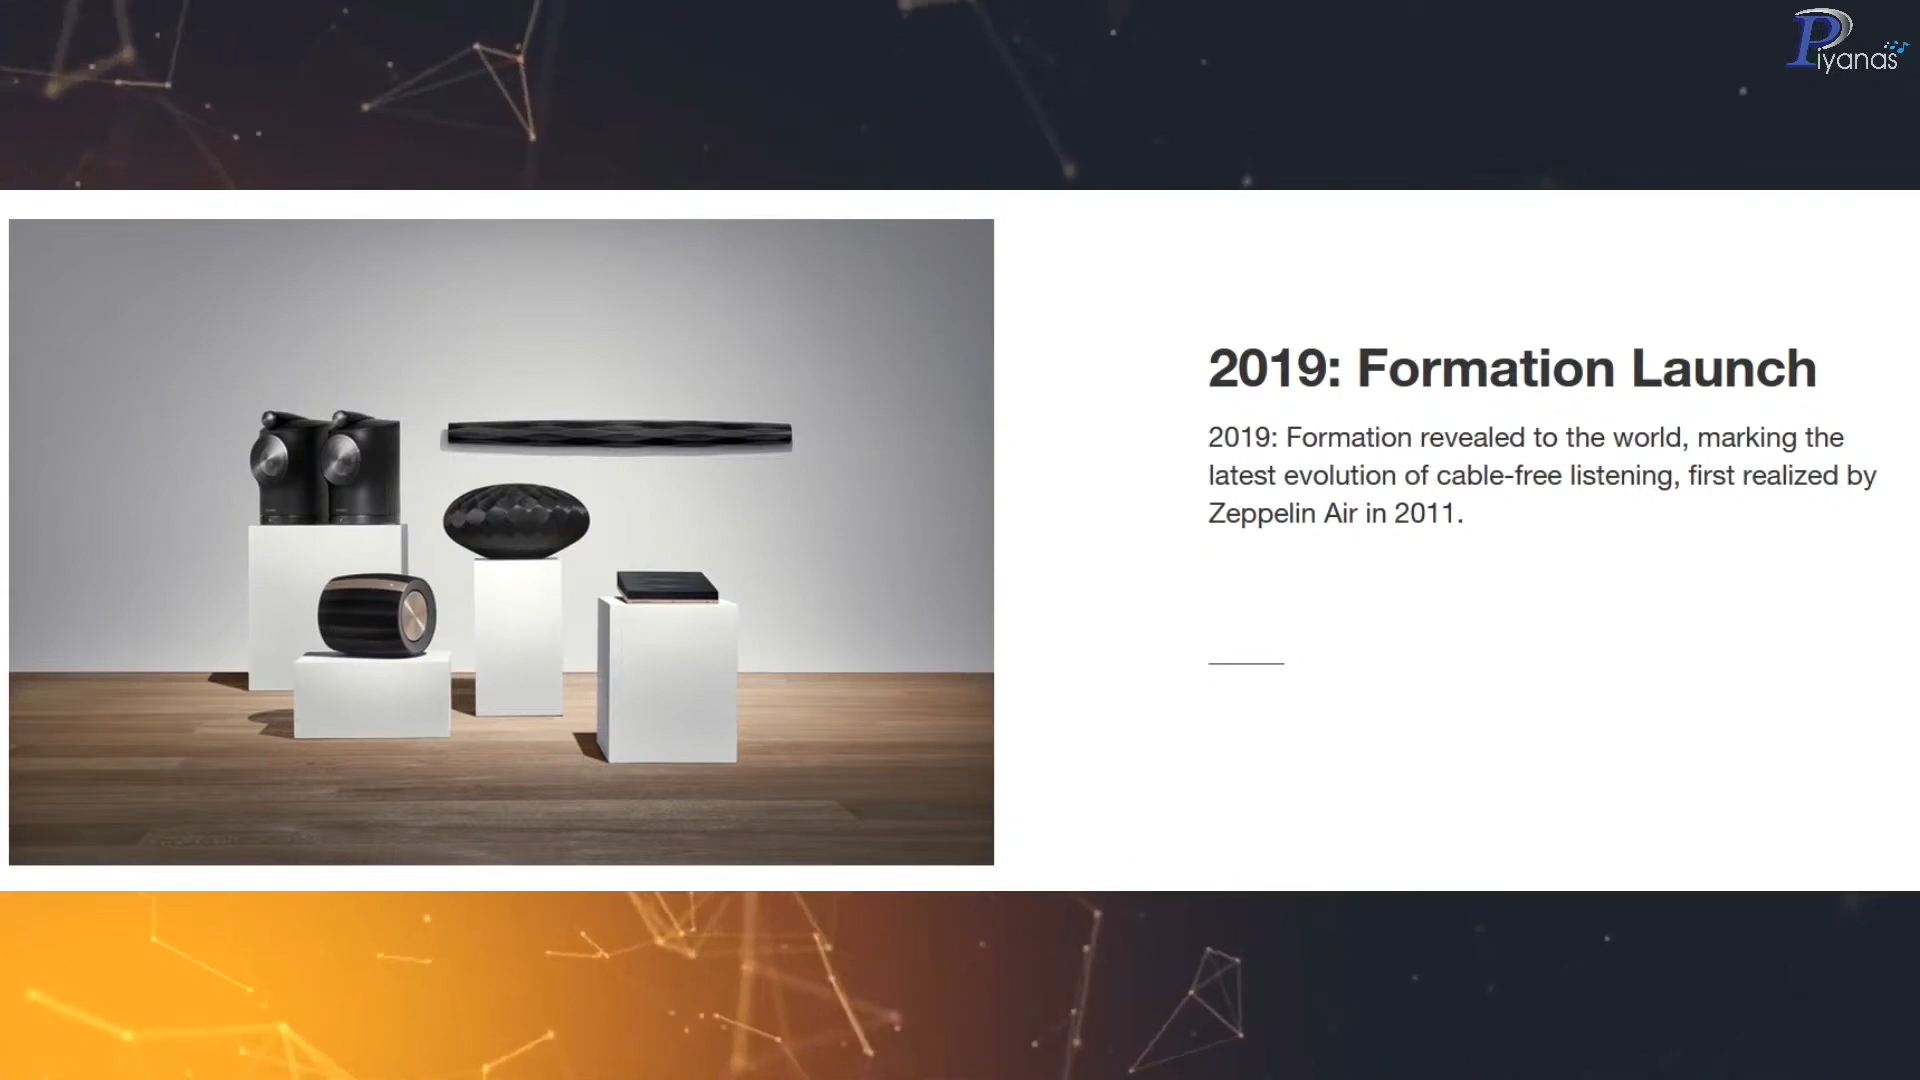 Piyanas
2019: Formation Launch
2019: Formation revealed to the world, marking the
latest evolution of cable-free listening, first realized by
Zeppelin Air in 2011.